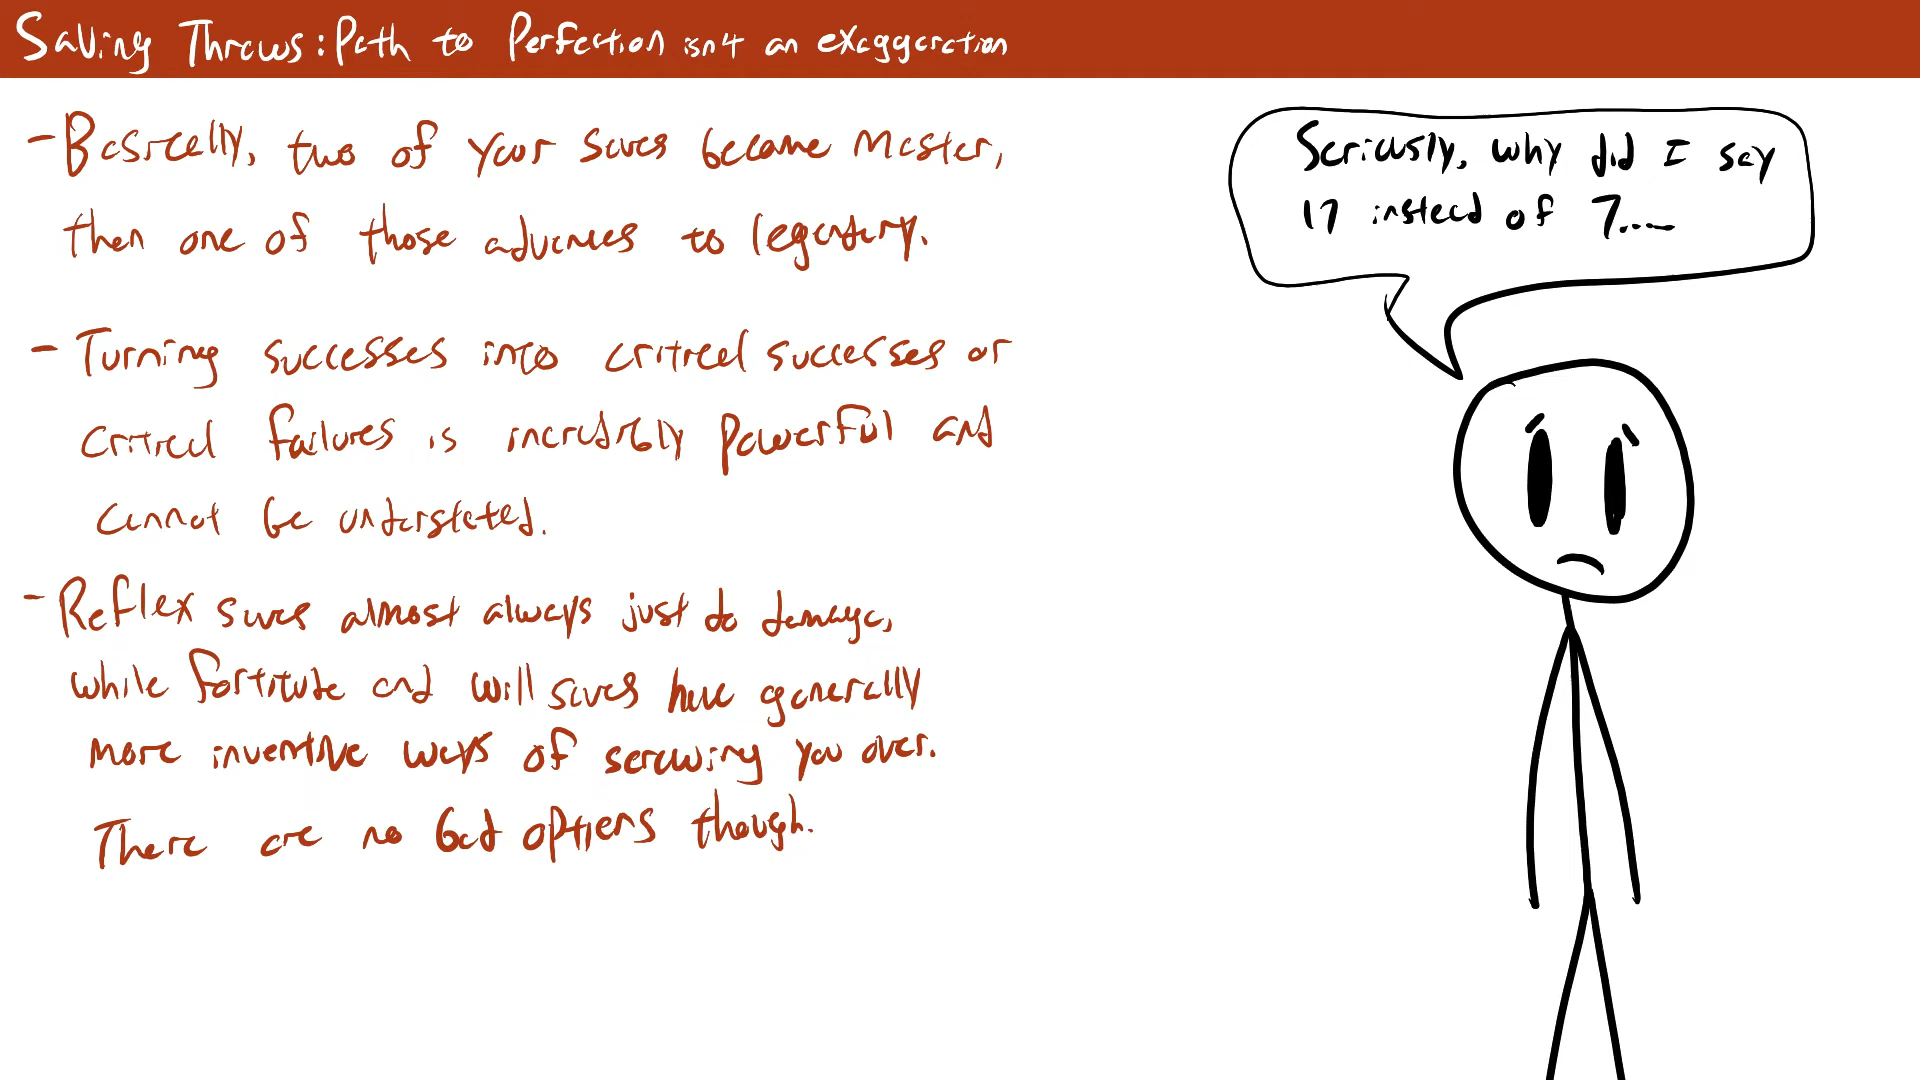 Saving Throws: Path to Perfection isn't an exaggeration
- Basically, two of your saves become Master,
then one of those advances to legendary.
- Turning successes into critical successes or
critical failures is incredibly powerful and
cannot be understated.
- Reflex saves almost always just do damage,
while fortitude and will saves have generally
more inventive ways of screwing you over.
There are no bad options though.
Seriously, why did I say
17 instead of 7....